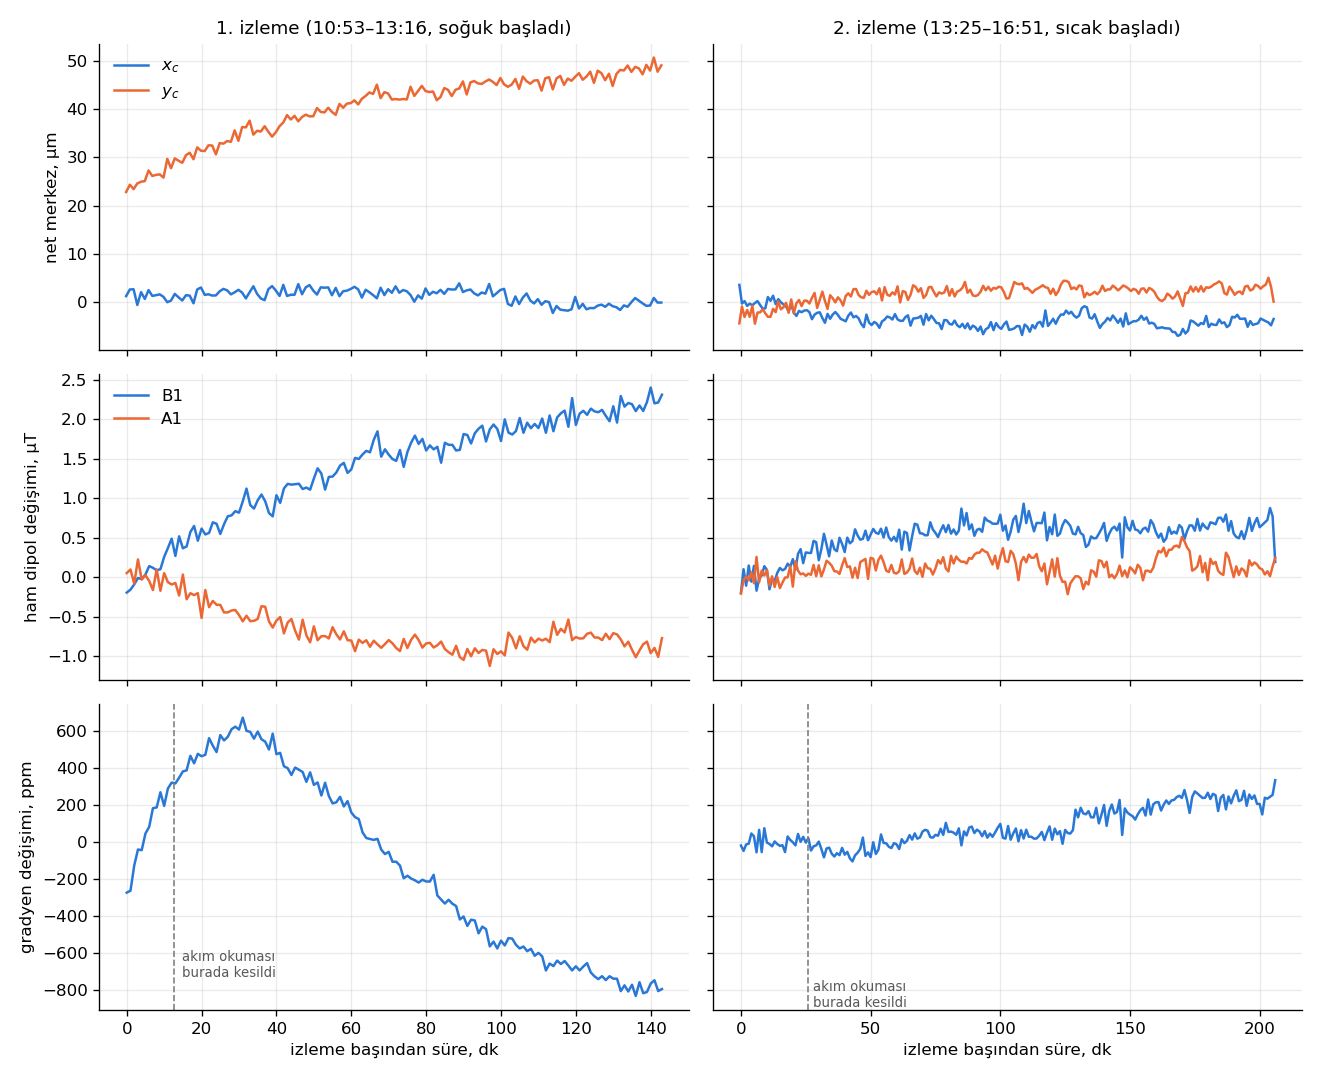 1. izleme (10:53–13:16, soğuk başladı)
2. izleme (13:25–16:51, sıcak başladı)
net merkez, µm
50
40
30
20
10
0
x_c
y_c
ham dipol değişimi, µT
2.5
2.0
1.5
1.0
0.5
0.0
−0.5
−1.0
B1
A1
gradyen değişimi, ppm
600
400
200
0
−200
−400
−600
−800
akım okuması
burada kesildi
akım okuması
burada kesildi
0 20 40 60 80 100 120 140
0 50 100 150 200
izleme başından süre, dk
izleme başından süre, dk